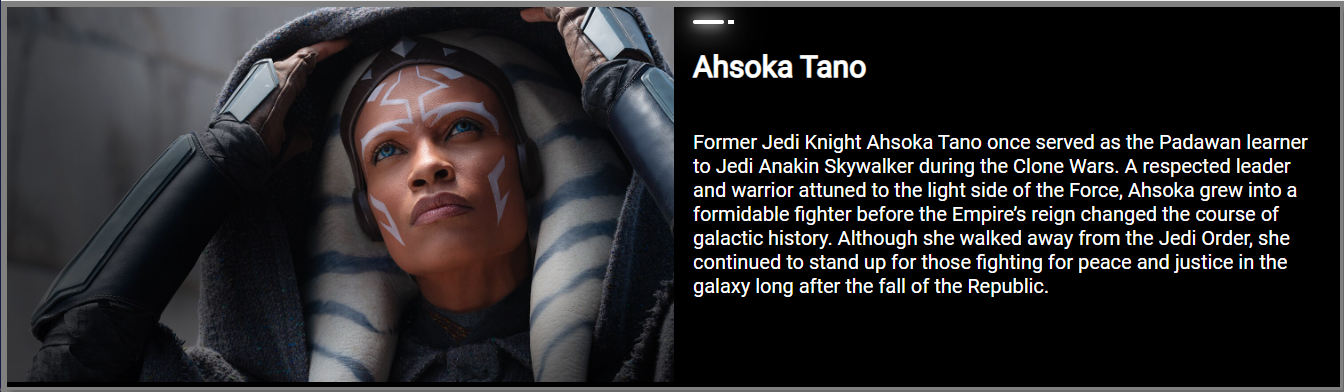 Ahsoka Tano
Former Jedi Knight Ahsoka Tano once served as the Padawan learner
to Jedi Anakin Skywalker during the Clone Wars. A respected leader
and warrior attuned to the light side of the Force, Ahsoka grew into a
formidable fighter before the Empire’s reign changed the course of
galactic history. Although she walked away from the Jedi Order, she
continued to stand up for those fighting for peace and justice in the
galaxy long after the fall of the Republic.